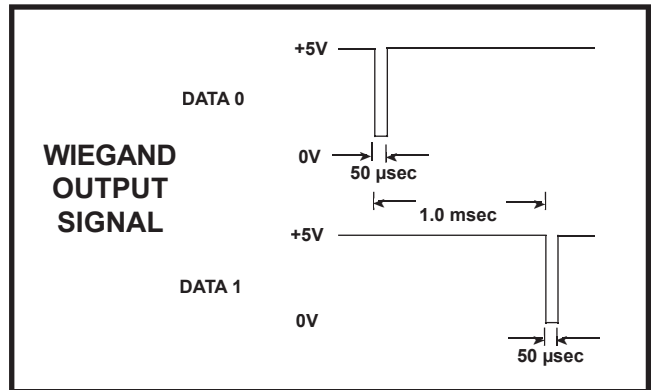 WIEGAND
OUTPUT
SIGNAL
DATA 0
+5V
0V
50 µsec
1.0 msec
DATA 1
+5V
0V
50 µsec